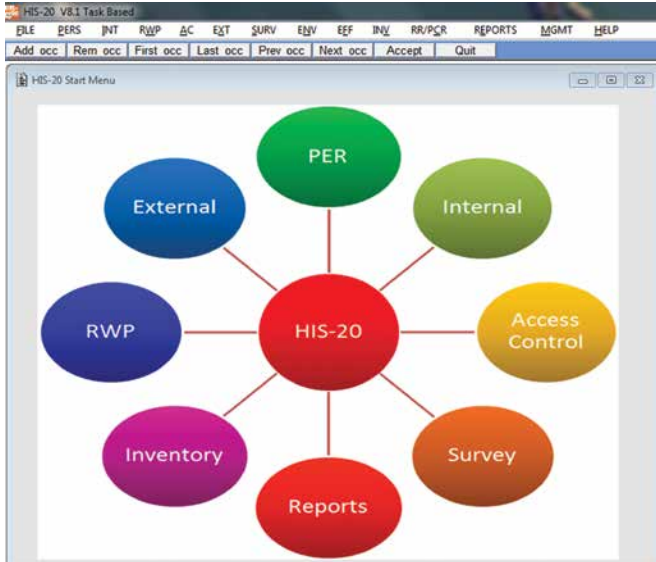 HIS-20 V8.1 Task Based
FILE PERS INT RWP AC EXT SURV ENV EFF INV RR/PCR REPORTS MGMT HELP
Add occ Rem occ First occ Last occ Prev occ Next occ Accept Quit
HIS-20 Start Menu
PER
External
Internal
RWP
HIS-20
Access
Control
Inventory
Survey
Reports